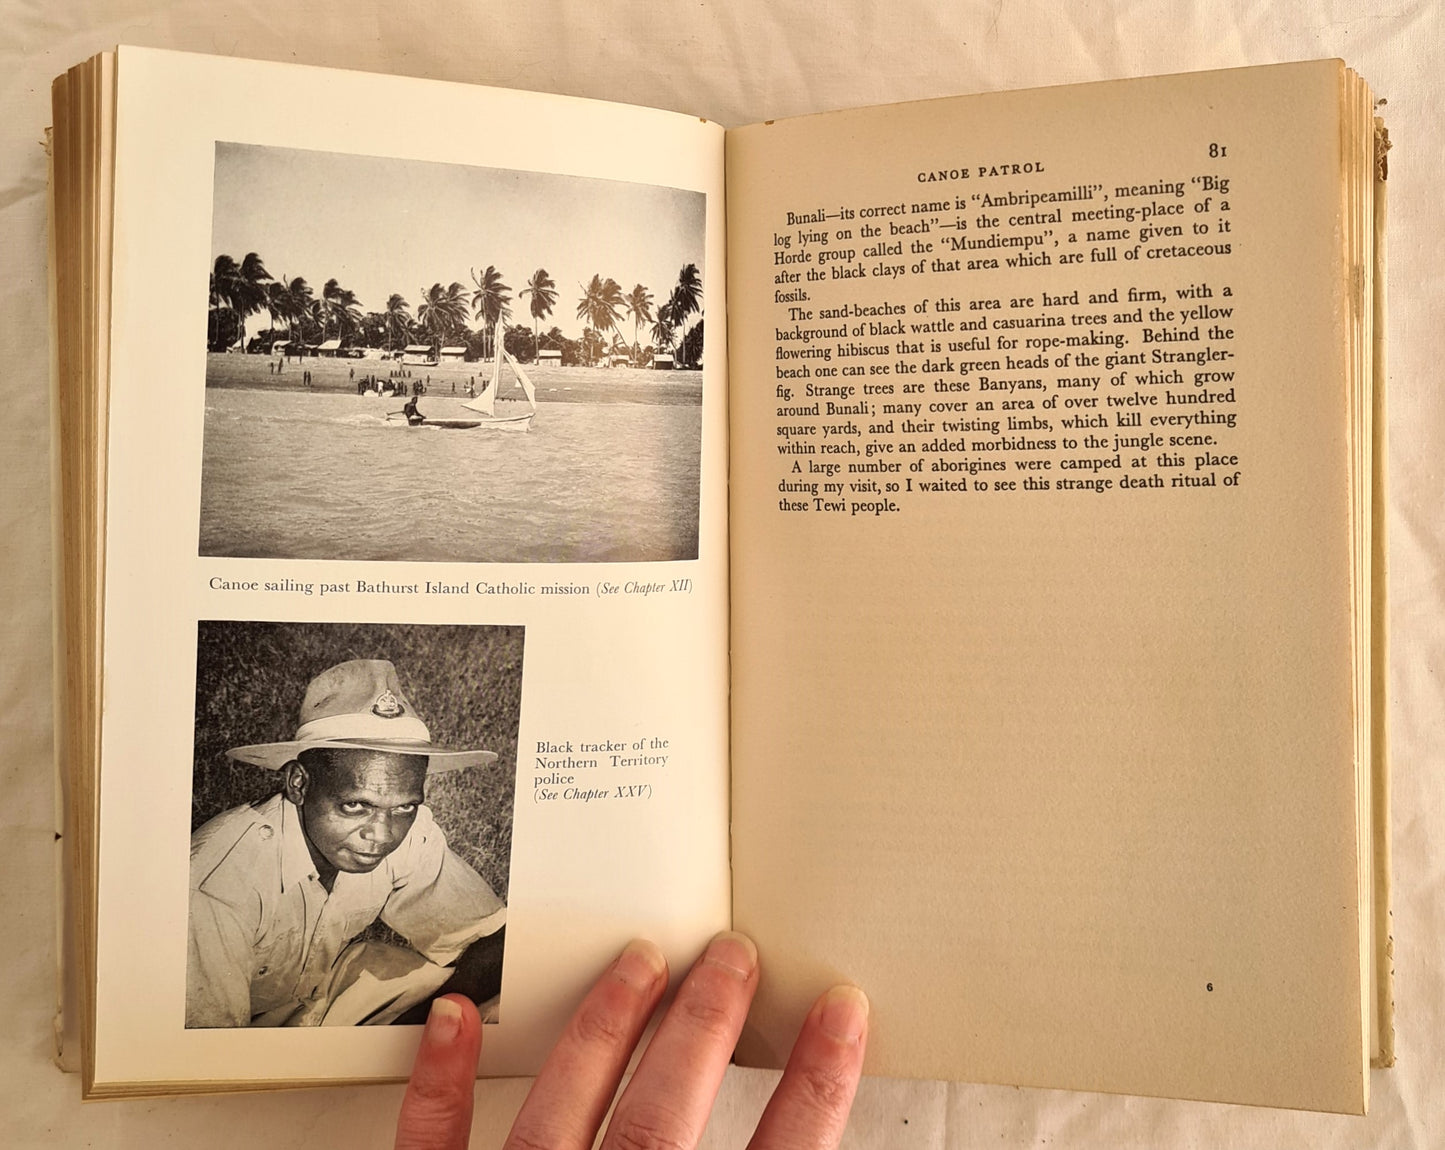 Canoe sailing past Bathurst Island Catholic mission (See Chapter XII)
Black tracker of the
Northern Territory
police
(See Chapter XXV)
CANOE PATROL
81
Bunali—its correct name is "Ambripeamilli", meaning "Big
log lying on the beach"—is the central meeting-place of a
Horde group called the "Mundiempu", a name given to it
after the black clays of that area which are full of cretaceous
fossils.
The sand-beaches of this area are hard and firm, with a
background of black wattle and casuarina trees and the yellow
flowering hibiscus that is useful for rope-making. Behind the
beach one can see the dark green heads of the giant Strangler-
fig. Strange trees are these Banyans, many of which grow
around Bunali; many cover an area of over twelve hundred
square yards, and their twisting limbs, which kill everything
within reach, give an added morbidness to the jungle scene.
A large number of aborigines were camped at this place
during my visit, so I waited to see this strange death ritual of
these Tewi people.
6